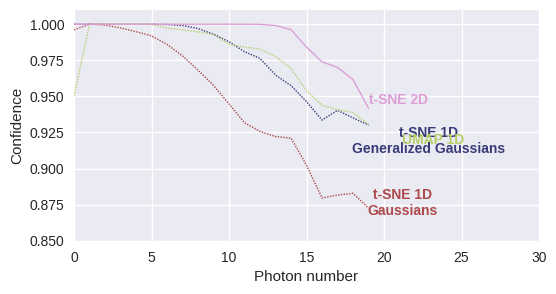 1.000
0.975
0.950
0.925
0.900
0.875
0.850
Confidence
t-SNE 2D
t-SNE 1D
UMAP 1D
Generalized Gaussians
t-SNE 1D
Gaussians
0 5 10 15 20 25 30
Photon number